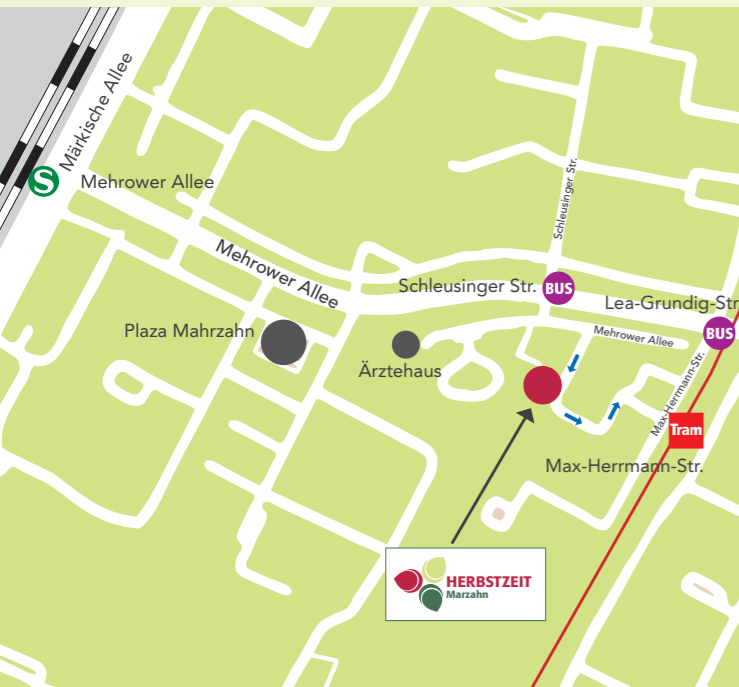 Märkische Allee
S
Mehrower Allee
Schleusinger Str.
Mehrower Allee
Schleusinger Str.
BUS
Lea-Grundig-Str
BUS
Plaza Mahrzahn
Mehrower Allee
Ärztehaus
Max-Herrmann-Str.
Tram
Max-Herrmann-Str.
HERBSTZEIT
Marzahn